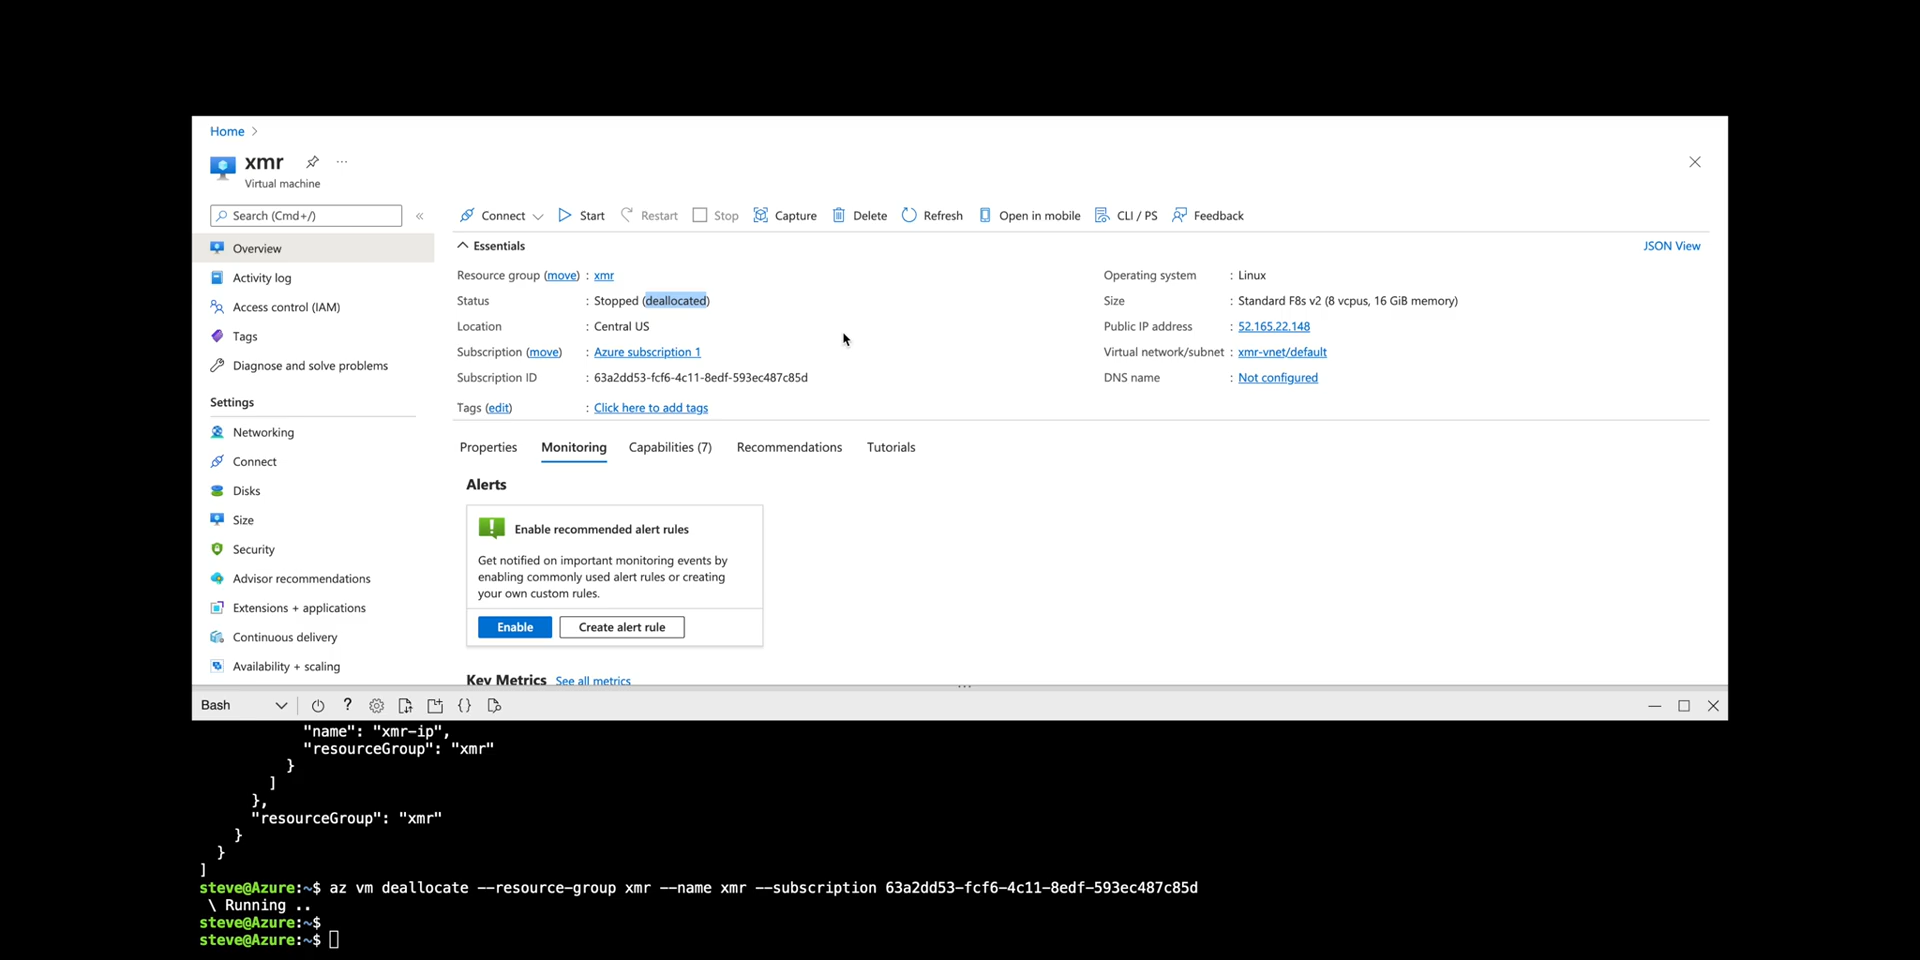 Home >
xmr ...
Virtual machine
Search (Cmd+/) «
Connect Start Restart Stop Capture Delete Refresh Open in mobile CLI / PS Feedback
Overview
Activity log
Access control (IAM)
Tags
Diagnose and solve problems
Settings
Networking
Connect
Disks
Size
Security
Advisor recommendations
Extensions + applications
Continuous delivery
Availability + scaling
Essentials JSON View
Resource group (move) : xmr
Status : Stopped (deallocated)
Location : Central US
Subscription (move) : Azure subscription 1
Subscription ID : 63a2dd53-fcf6-4c11-8edf-593ec487c85d
Tags (edit) : Click here to add tags
Operating system : Linux
Size : Standard F8s v2 (8 vcpus, 16 GiB memory)
Public IP address : 52.165.22.148
Virtual network/subnet : xmr-vnet/default
DNS name : Not configured
Properties Monitoring Capabilities (7) Recommendations Tutorials
Alerts
Enable recommended alert rules
Get notified on important monitoring events by
enabling commonly used alert rules or creating
your own custom rules.
Enable Create alert rule
Key Metrics See all metrics
Bash ? {}
"name": "xmr-ip",
"resourceGroup": "xmr"
}
]
},
"resourceGroup": "xmr"
}
}
]
steve@Azure:~$ az vm deallocate --resource-group xmr --name xmr --subscription 63a2dd53-fcf6-4c11-8edf-593ec487c85d
\ Running ..
steve@Azure:~$
steve@Azure:~$